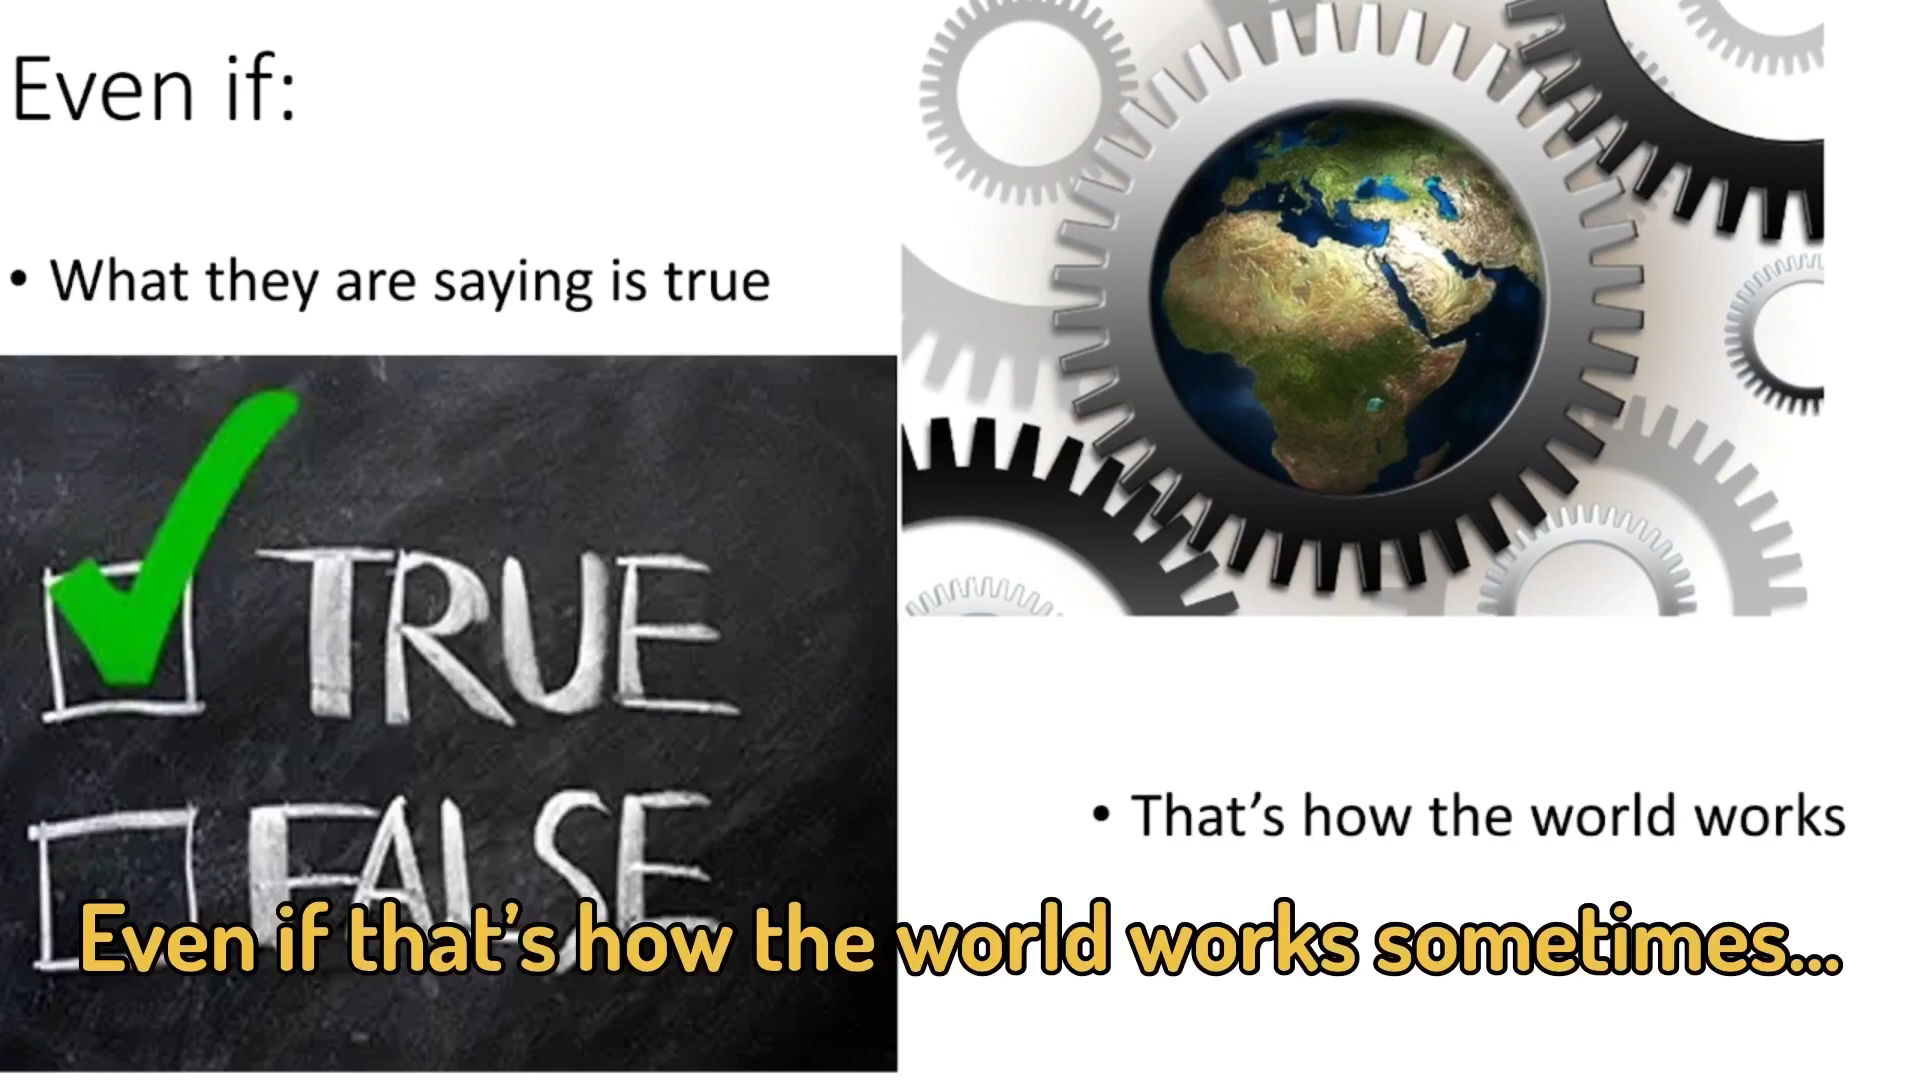 Even if:
• What they are saying is true
TRUE
FALSE
• That's how the world works
Even if that's how the world works sometimes...